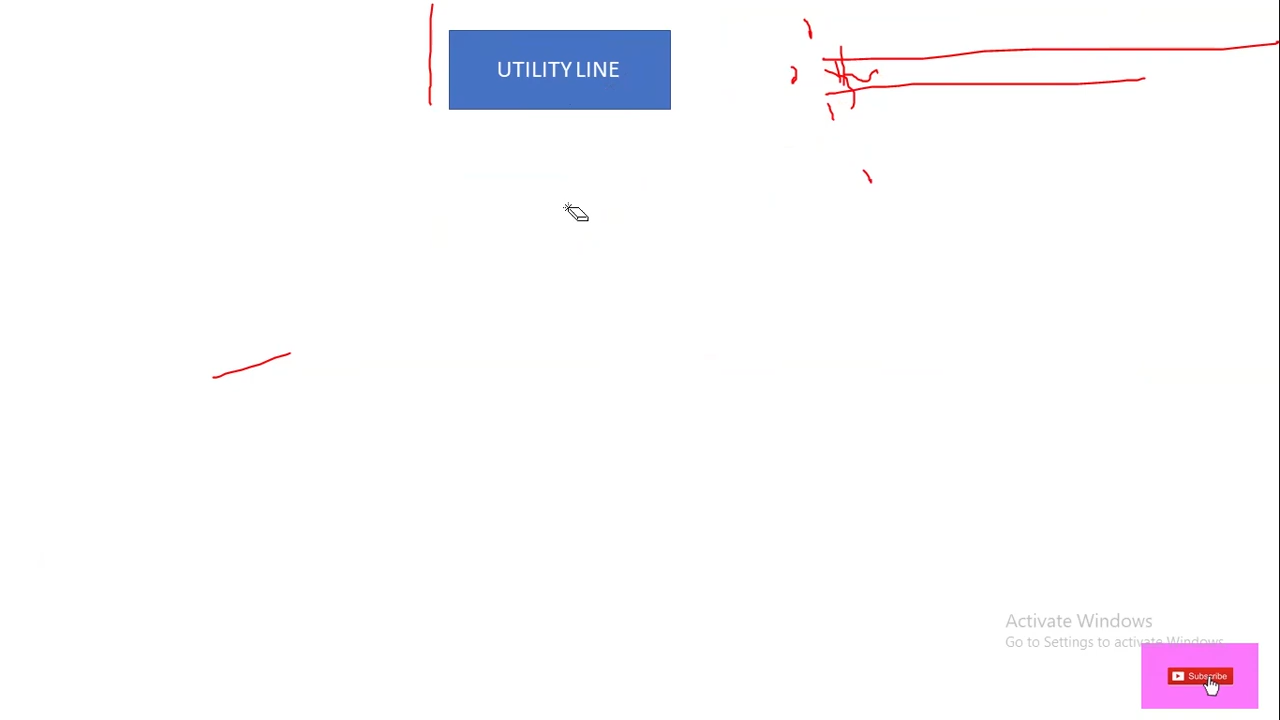 UTILITY LINE
Activate Windows
Go to Settings to activate Windows.
Subscribe